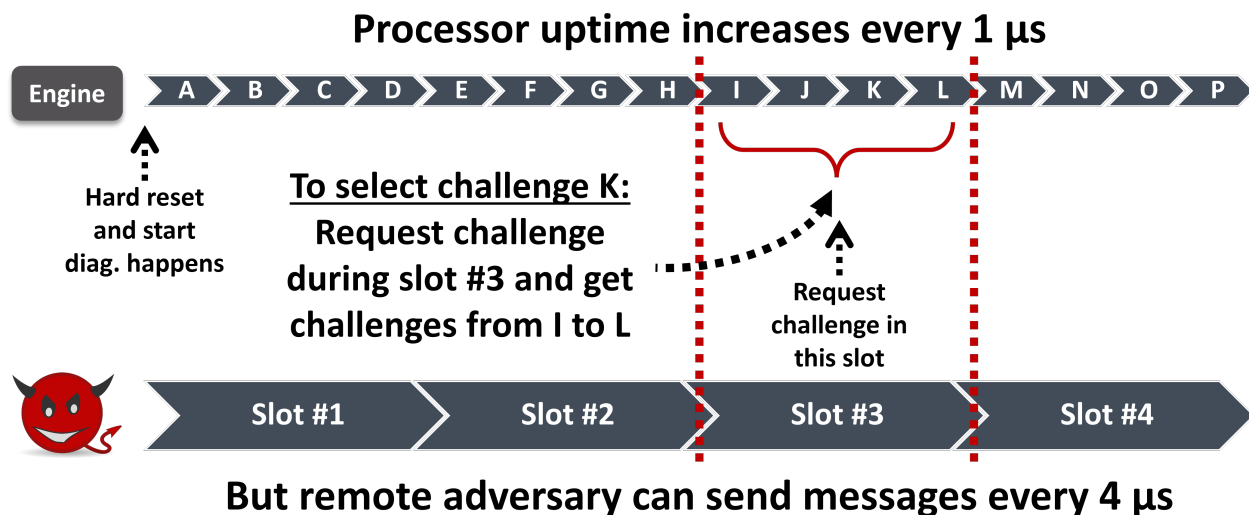 Processor uptime increases every 1 μs
Engine
A B C D E F G H I J K L M N O P
Hard reset
and start
diag. happens
To select challenge K:
Request challenge
during slot #3 and get
challenges from I to L
Request
challenge in
this slot
Slot #1 Slot #2 Slot #3 Slot #4
But remote adversary can send messages every 4 μs